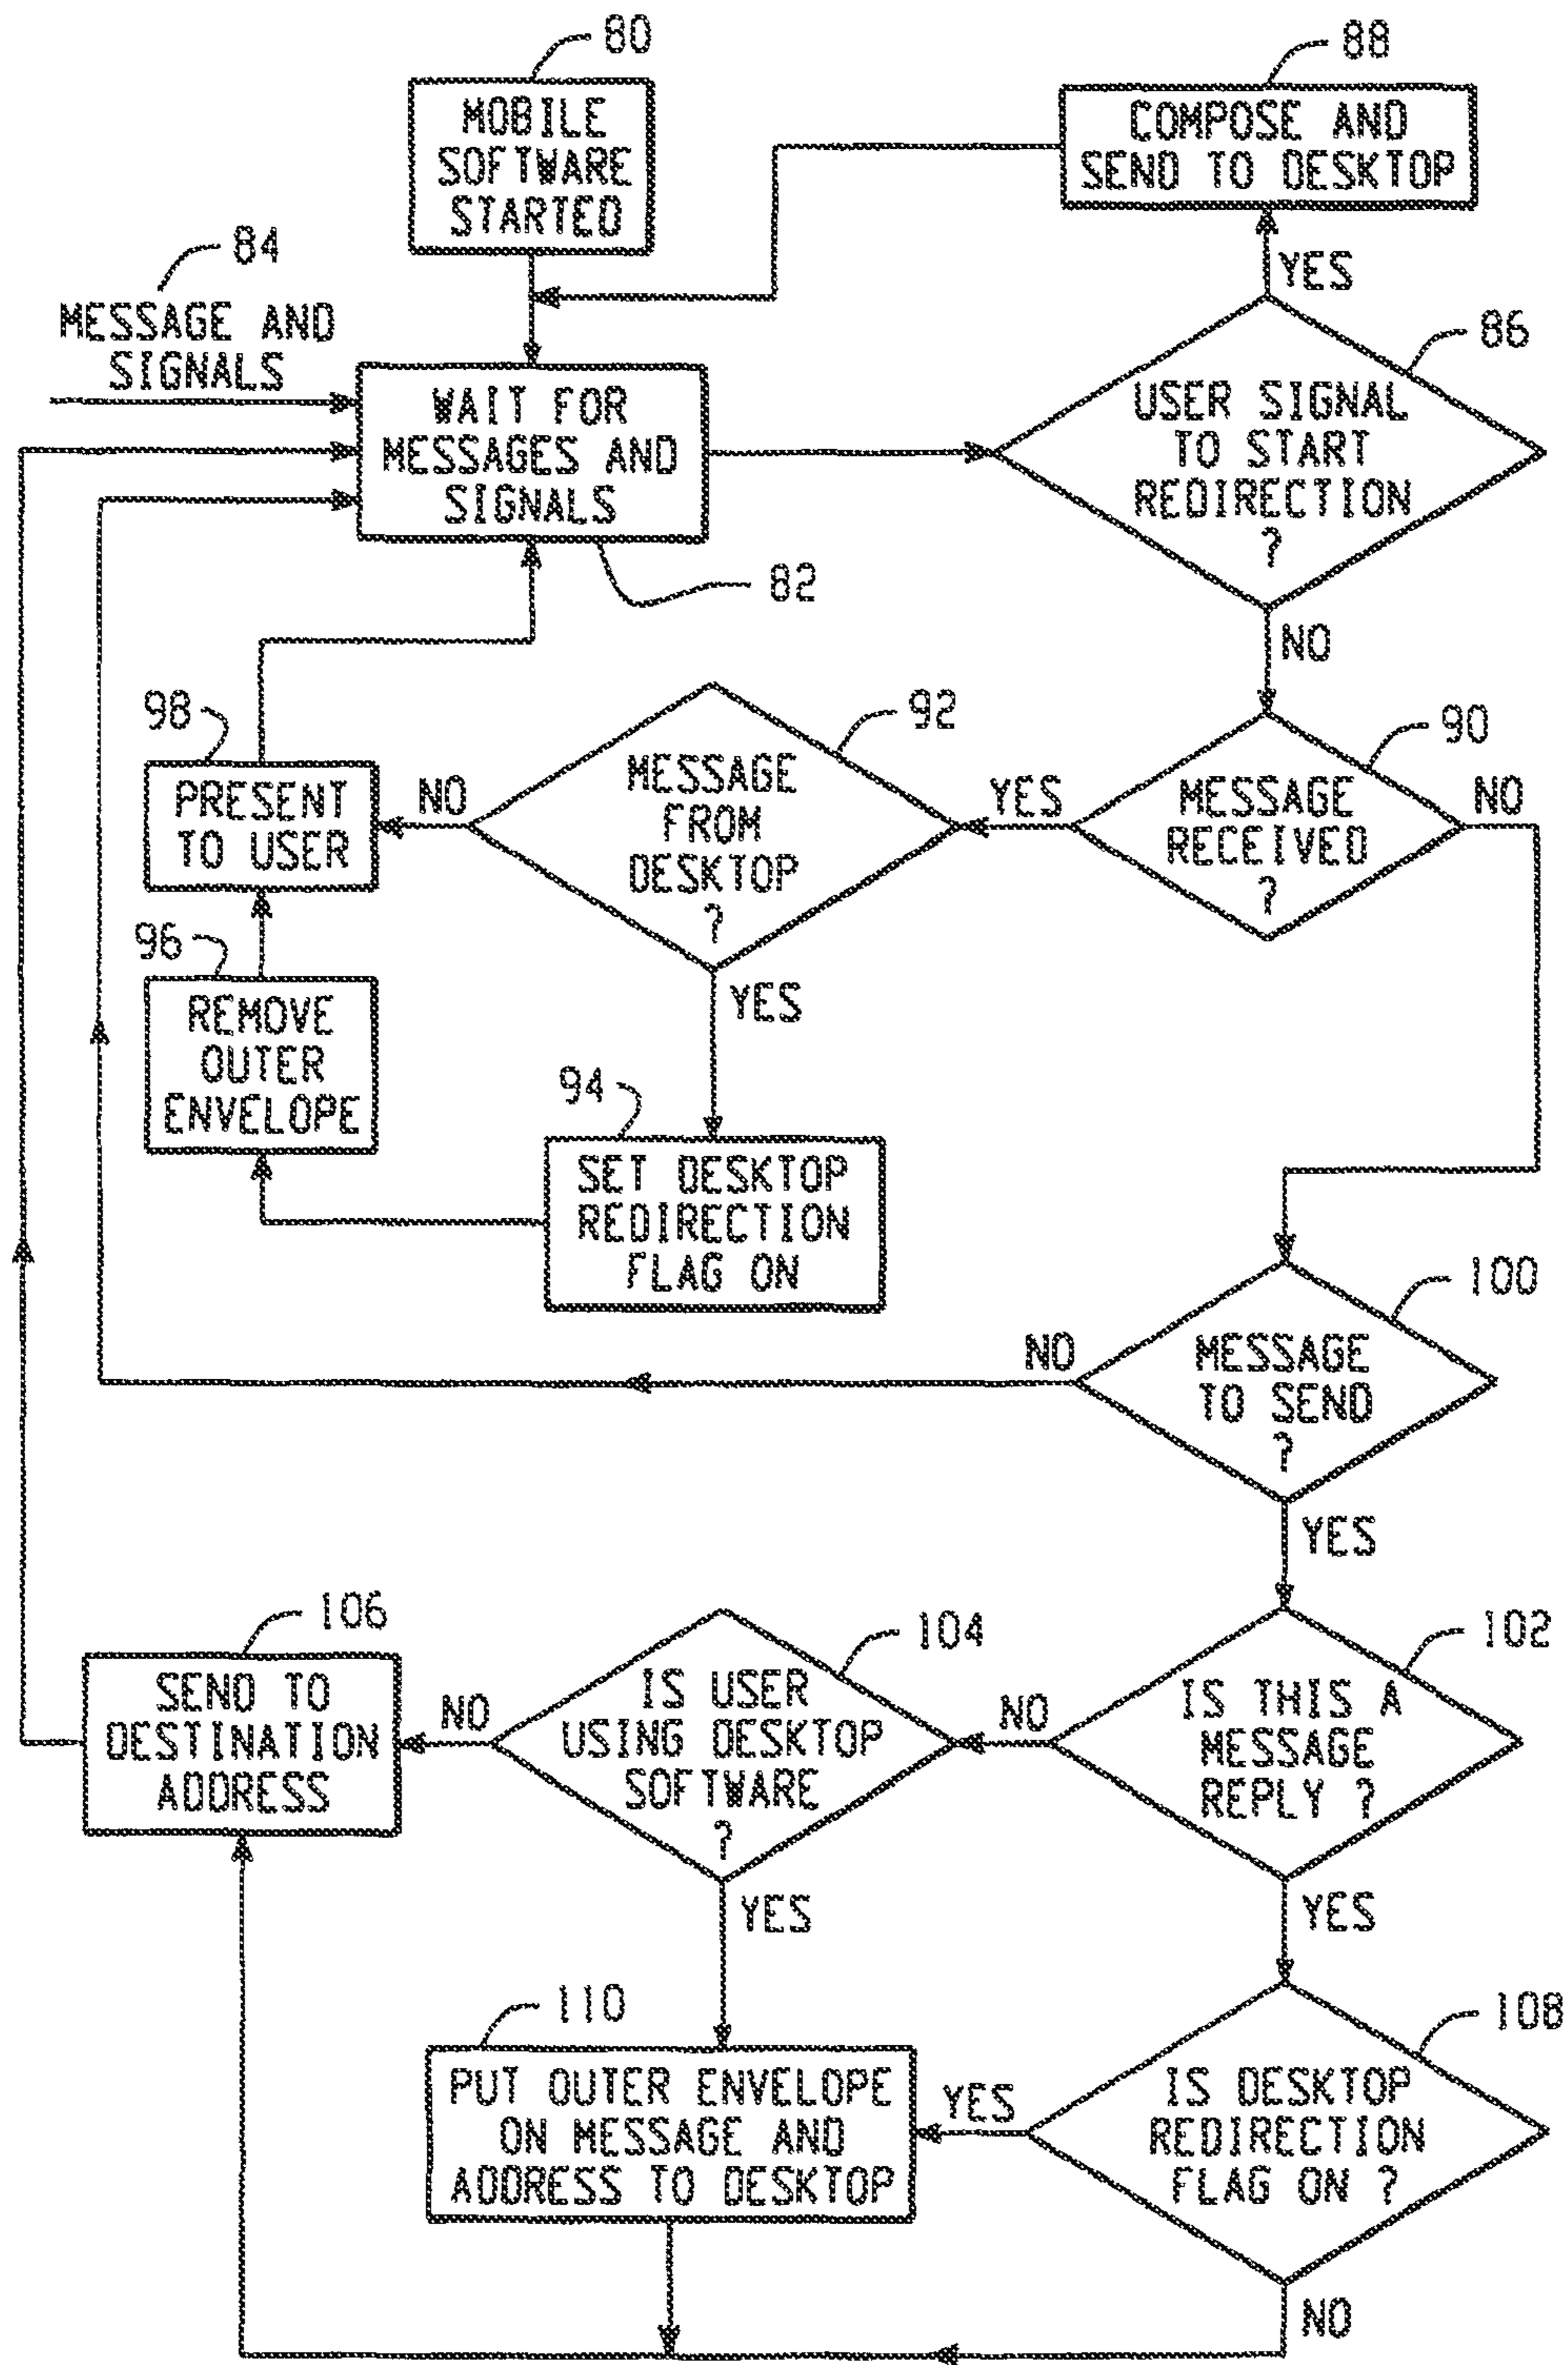 80
MOBILE
SOFTWARE
STARTED
88
COMPOSE AND
SEND TO DESKTOP
84
MESSAGE AND
SIGNALS
YES
86
WAIT FOR
MESSAGES AND
SIGNALS
82
USER SIGNAL
TO START
REDIRECTION
?
NO
98
PRESENT
TO USER
NO
92
MESSAGE
FROM
DESKTOP
?
YES
90
MESSAGE
RECEIVED
?
NO
96
REMOVE
OUTER
ENVELOPE
YES
94
SET DESKTOP
REDIRECTION
FLAG ON
100
NO
MESSAGE
TO SEND
?
YES
106
SEND TO
DESTINATION
ADDRESS
NO
104
IS USER
USING DESKTOP
SOFTWARE
?
NO
102
IS THIS A
MESSAGE
REPLY ?
YES
YES
110
PUT OUTER ENVELOPE
ON MESSAGE AND
ADDRESS TO DESKTOP
YES
108
IS DESKTOP
REDIRECTION
FLAG ON ?
NO